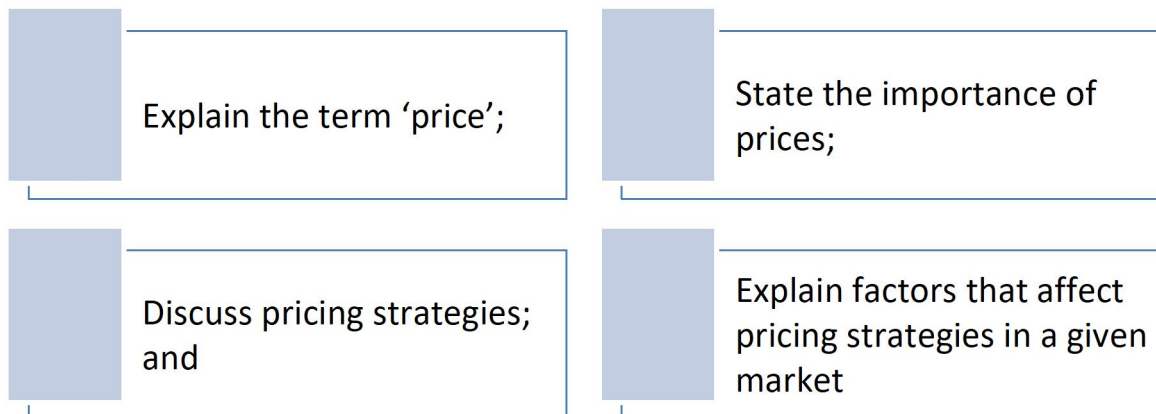 Explain the term ‘price’;
State the importance of
prices;
Discuss pricing strategies;
and
Explain factors that affect
pricing strategies in a given
market